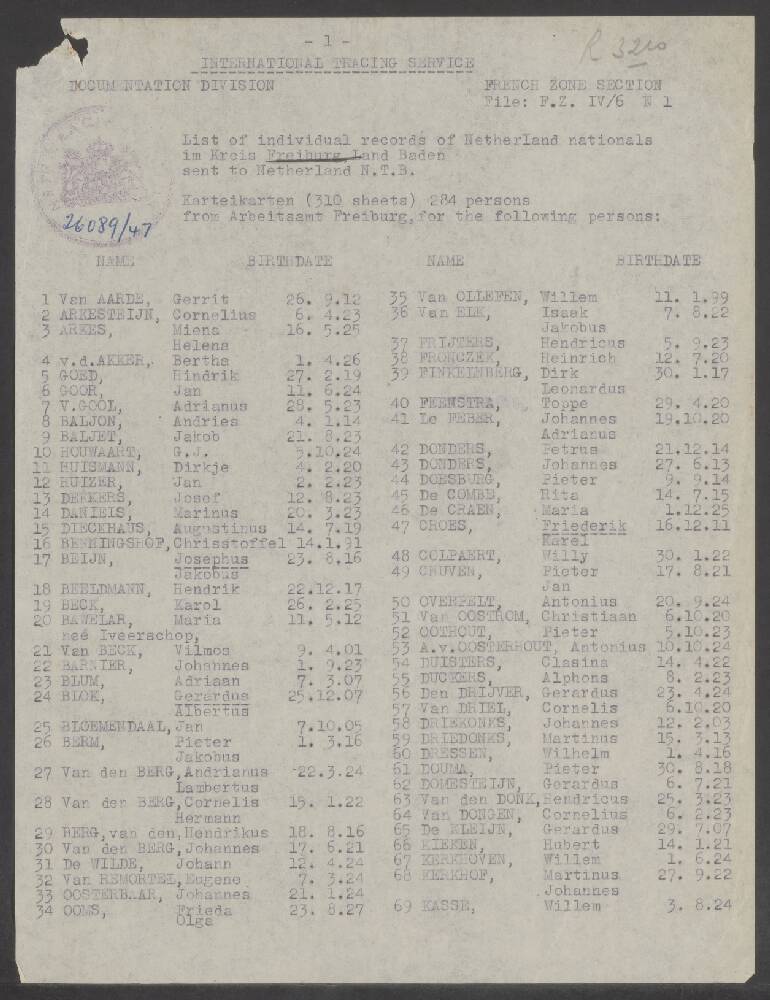 - 1 -
R 3210
INTERNATIONAL TRACING SERVICE
DOCUMENTATION DIVISION
FRENCH ZONE SECTION
File: F.Z. IV/6 N 1
List of individual records of Netherland nationals
im Kreis Freiburg Land Baden
sent to Netherland N.T.B.
26089/47
Karteikarten (310 sheets) 284 persons
from Arbeitsamt Freiburg, for the following persons:
NAME BIRTHDATE NAME BIRTHDATE
1 Van AARDE, Gerrit 26. 9.12
2 ARKESTEIJN, Cornelius 6. 4.23
3 ARKES, Miena 16. 5.25
Helena
4 v.d.AKKER, Bertha 1. 4.26
5 GOED, Hindrik 27. 2.19
6 GOOR, Jan 11. 6.24
7 V.GOOL, Adrianus 28. 5.23
8 BALJON, Andries 4. 1.14
9 BALJET, Jakob 21. 8.23
10 HOUWAART, G.J. 5.10.24
11 HUISMANN, Dirkje 4. 2.20
12 HUIZER, Jan 2. 2.23
13 DEKKERS, Josef 12. 8.23
14 DANIEIS, Marinus 20. 3.23
15 DIECKHAUS, Augustinus 14. 7.19
16 BENNINGSHOF, Chrisstoffel 14.1.91
17 BEIJN, Josephus 23. 8.16
Jakobus
18 BEELDMANN, Hendrik 22.12.17
19 BECK, Karol 26. 2.25
20 BAWELAR, Maria 11. 5.12
neé Iveerschop,
21 Van BECK, Vilmos 9. 4.01
22 BARNIER, Johannes 1. 9.23
23 BLUM, Adriaan 7. 3.07
24 BLOK, Gerardus 25.12.07
Albertus
25 BLOEMENDAAL, Jan 7.10.05
26 BERM, Pieter 1. 3.16
Jakobus
27 Van den BERG, Andrianus 22.3.24
Lambertus
28 Van der BERG, Cornelis 15. 1.22
Hermann
29 BERG, van den, Hendrikus 18. 8.16
30 Van den BERG, Johannes 17. 6.21
31 De WILDE, Johann 12. 4.24
32 Van REMORTEL, Eugene 7. 3.24
33 OOSTERBAAR, Johannes 21. 1.24
34 OOMS, Frieda 23. 8.27
Olga
35 Van OLLEFEN, Willem 11. 1.99
36 Van ELK, Isaak 7. 8.22
Jakobus
37 FRIJTERS, Hendricus 5. 9.23
38 FRONCZEK, Heinrich 12. 7.20
39 FINKELNBERG, Dirk 30. 1.17
Leonardus
40 FEENSTRA, Toppe 29. 4.20
41 Le FEBER, Johannes 19.10.20
Adrianus
42 DONDERS, Petrus 21.12.14
43 DONDERS, Johannes 27. 6.13
44 DOESBURG, Pieter 9. 9.14
45 De COMBE, Rita 14. 7.15
46 De CRAEN, Maria 1.12.25
47 CROES, Friederik 16.12.11
Karel
48 COLPAERT, Willy 30. 1.22
49 CHUVEN, Pieter 17. 8.21
Jan
50 OVERPELT, Antonius 20. 9.24
51 Van OOSTROM, Christiaan 6.10.20
52 OOTHOUT, Pieter 5.10.23
53 A.v.OOSTERHOUT, Antonius 10.10.24
54 DUISTERS, Clasina 14. 4.22
55 DUCKERS, Alphons 8. 2.23
56 Den DRIJVER, Gerardus 23. 4.24
57 Van DRIEL, Cornelis 6.10.20
58 DRIEKONKS, Johannes 12. 2.03
59 DRIEDONKS, Martinus 15. 3.13
60 DRESSEN, Wilhelm 1. 4.16
61 DOUMA, Pieter 30. 8.18
62 DOMESTEIJN, Gerardus 6. 7.21
63 Van den DONK, Hendricus 25. 3.23
64 Van DONGEN, Cornelius 6. 2.23
65 De KLEIJN, Gerardus 29. 7.07
66 KIEKEN, Hubert 14. 1.21
67 KERKHOVEN, Willem 1. 6.24
68 KERKHOF, Martinus 27. 9.22
Johannes
69 KASSE, Willem 3. 8.24